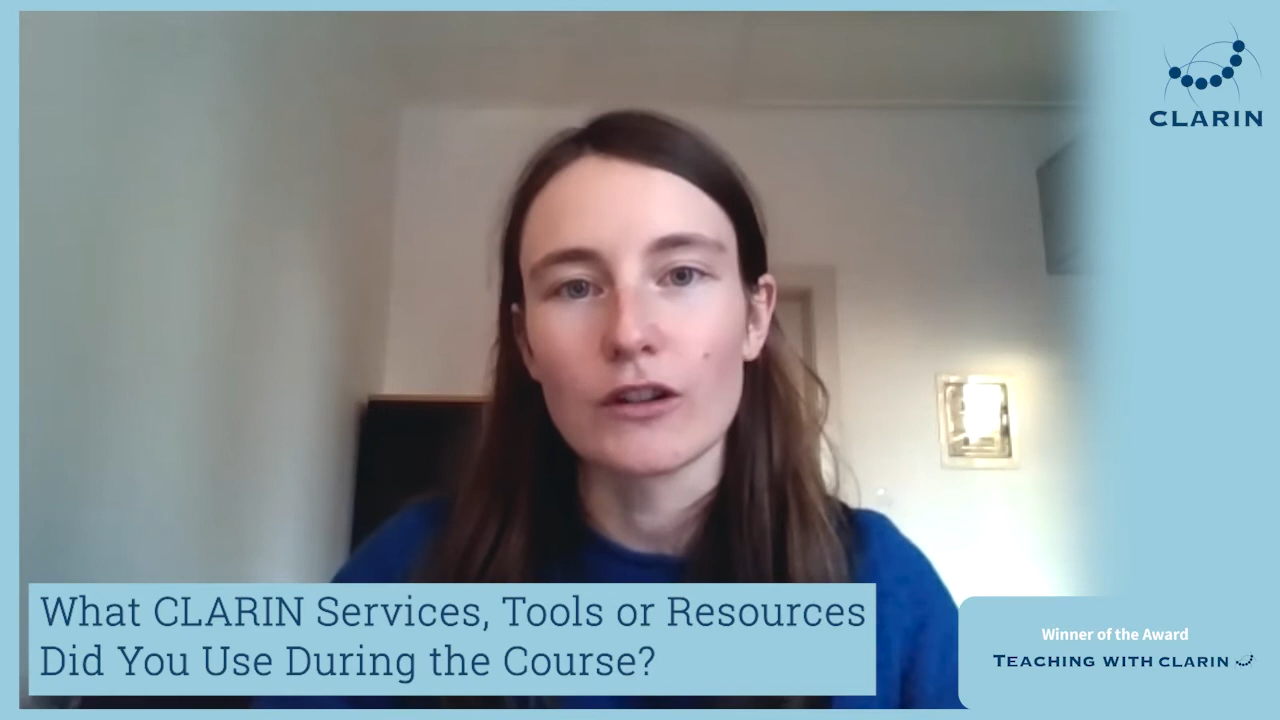 CLARIN
What CLARIN Services, Tools or Resources
Did You Use During the Course?
Winner of the Award
TEACHING WITH CLARIN